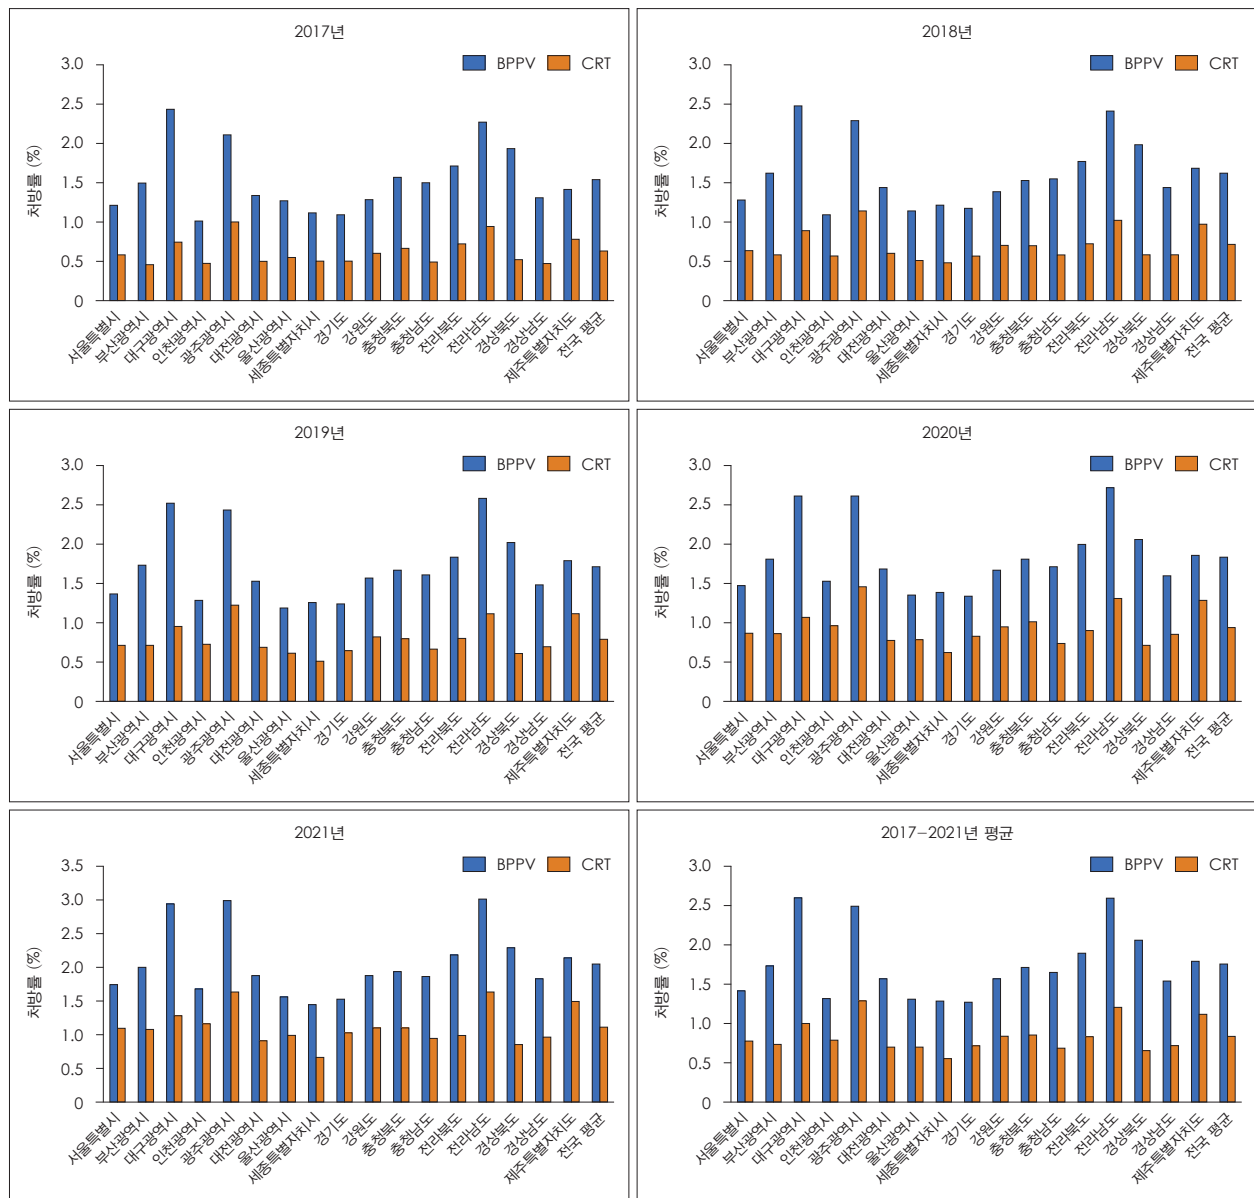 2017년
BPPV CRT
처방률 (%)
3.0
2.5
2.0
1.5
1.0
0.5
0
서울특별시
부산광역시
대구광역시
인천광역시
광주광역시
대전광역시
울산광역시
세종특별자치시
경기도
강원도
충청북도
충청남도
전라북도
전라남도
경상북도
경상남도
제주특별자치도
전국 평균
2018년
BPPV CRT
처방률 (%)
3.0
2.5
2.0
1.5
1.0
0.5
0
서울특별시
부산광역시
대구광역시
인천광역시
광주광역시
대전광역시
울산광역시
세종특별자치시
경기도
강원도
충청북도
충청남도
전라북도
전라남도
경상북도
경상남도
제주특별자치도
전국 평균
2019년
BPPV CRT
처방률 (%)
3.0
2.5
2.0
1.5
1.0
0.5
0
서울특별시
부산광역시
대구광역시
인천광역시
광주광역시
대전광역시
울산광역시
세종특별자치시
경기도
강원도
충청북도
충청남도
전라북도
전라남도
경상북도
경상남도
제주특별자치도
전국 평균
2020년
BPPV CRT
처방률 (%)
3.0
2.5
2.0
1.5
1.0
0.5
0
서울특별시
부산광역시
대구광역시
인천광역시
광주광역시
대전광역시
울산광역시
세종특별자치시
경기도
강원도
충청북도
충청남도
전라북도
전라남도
경상북도
경상남도
제주특별자치도
전국 평균
2021년
BPPV CRT
처방률 (%)
3.5
3.0
2.5
2.0
1.5
1.0
0.5
0
서울특별시
부산광역시
대구광역시
인천광역시
광주광역시
대전광역시
울산광역시
세종특별자치시
경기도
강원도
충청북도
충청남도
전라북도
전라남도
경상북도
경상남도
제주특별자치도
전국 평균
2017–2021년 평균
BPPV CRT
처방률 (%)
3.0
2.5
2.0
1.5
1.0
0.5
0
서울특별시
부산광역시
대구광역시
인천광역시
광주광역시
대전광역시
울산광역시
세종특별자치시
경기도
강원도
충청북도
충청남도
전라북도
전라남도
경상북도
경상남도
제주특별자치도
전국 평균